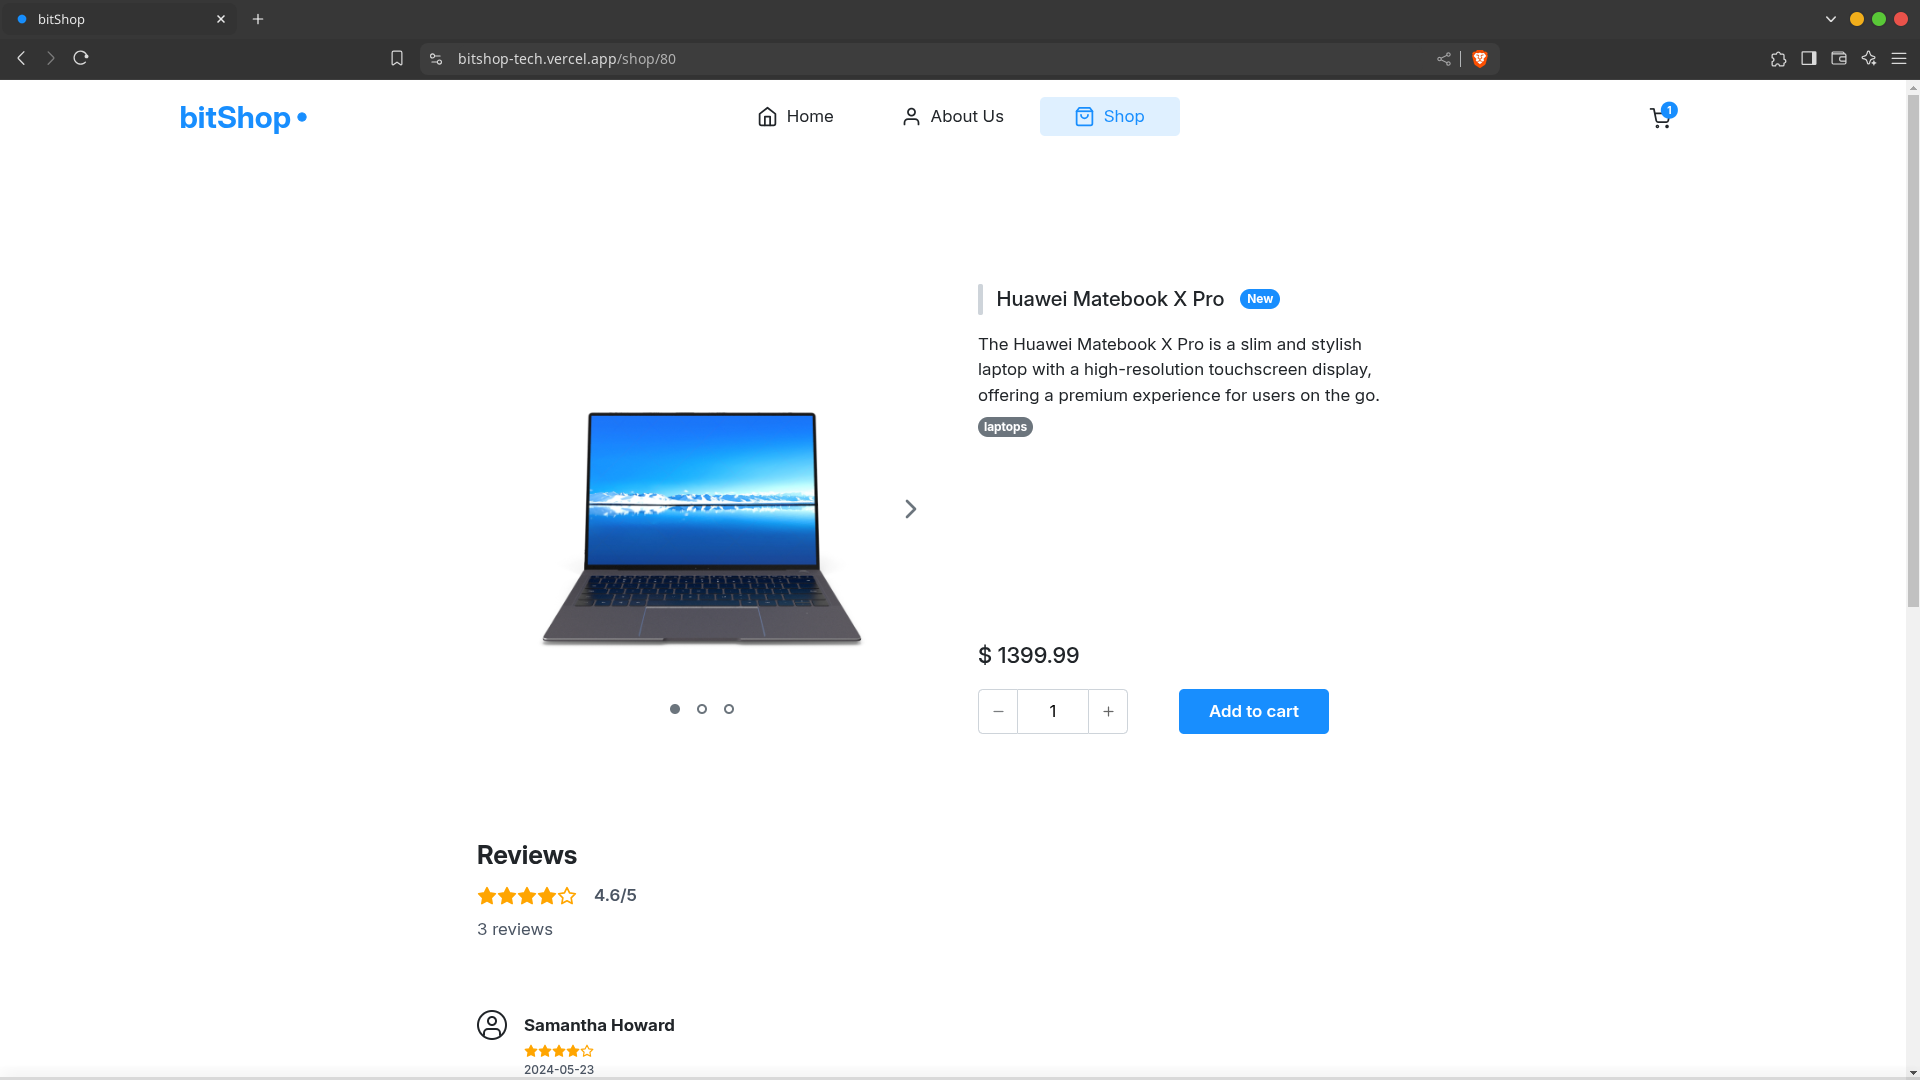 bitShop
bitshop-tech.vercel.app/shop/80
bitShop
Home
About Us
Shop
1
Huawei Matebook X Pro
New
The Huawei Matebook X Pro is a slim and stylish
laptop with a high-resolution touchscreen display,
offering a premium experience for users on the go.
laptops
$ 1399.99
1
Add to cart
Reviews
4.6/5
3 reviews
Samantha Howard
2024-05-23